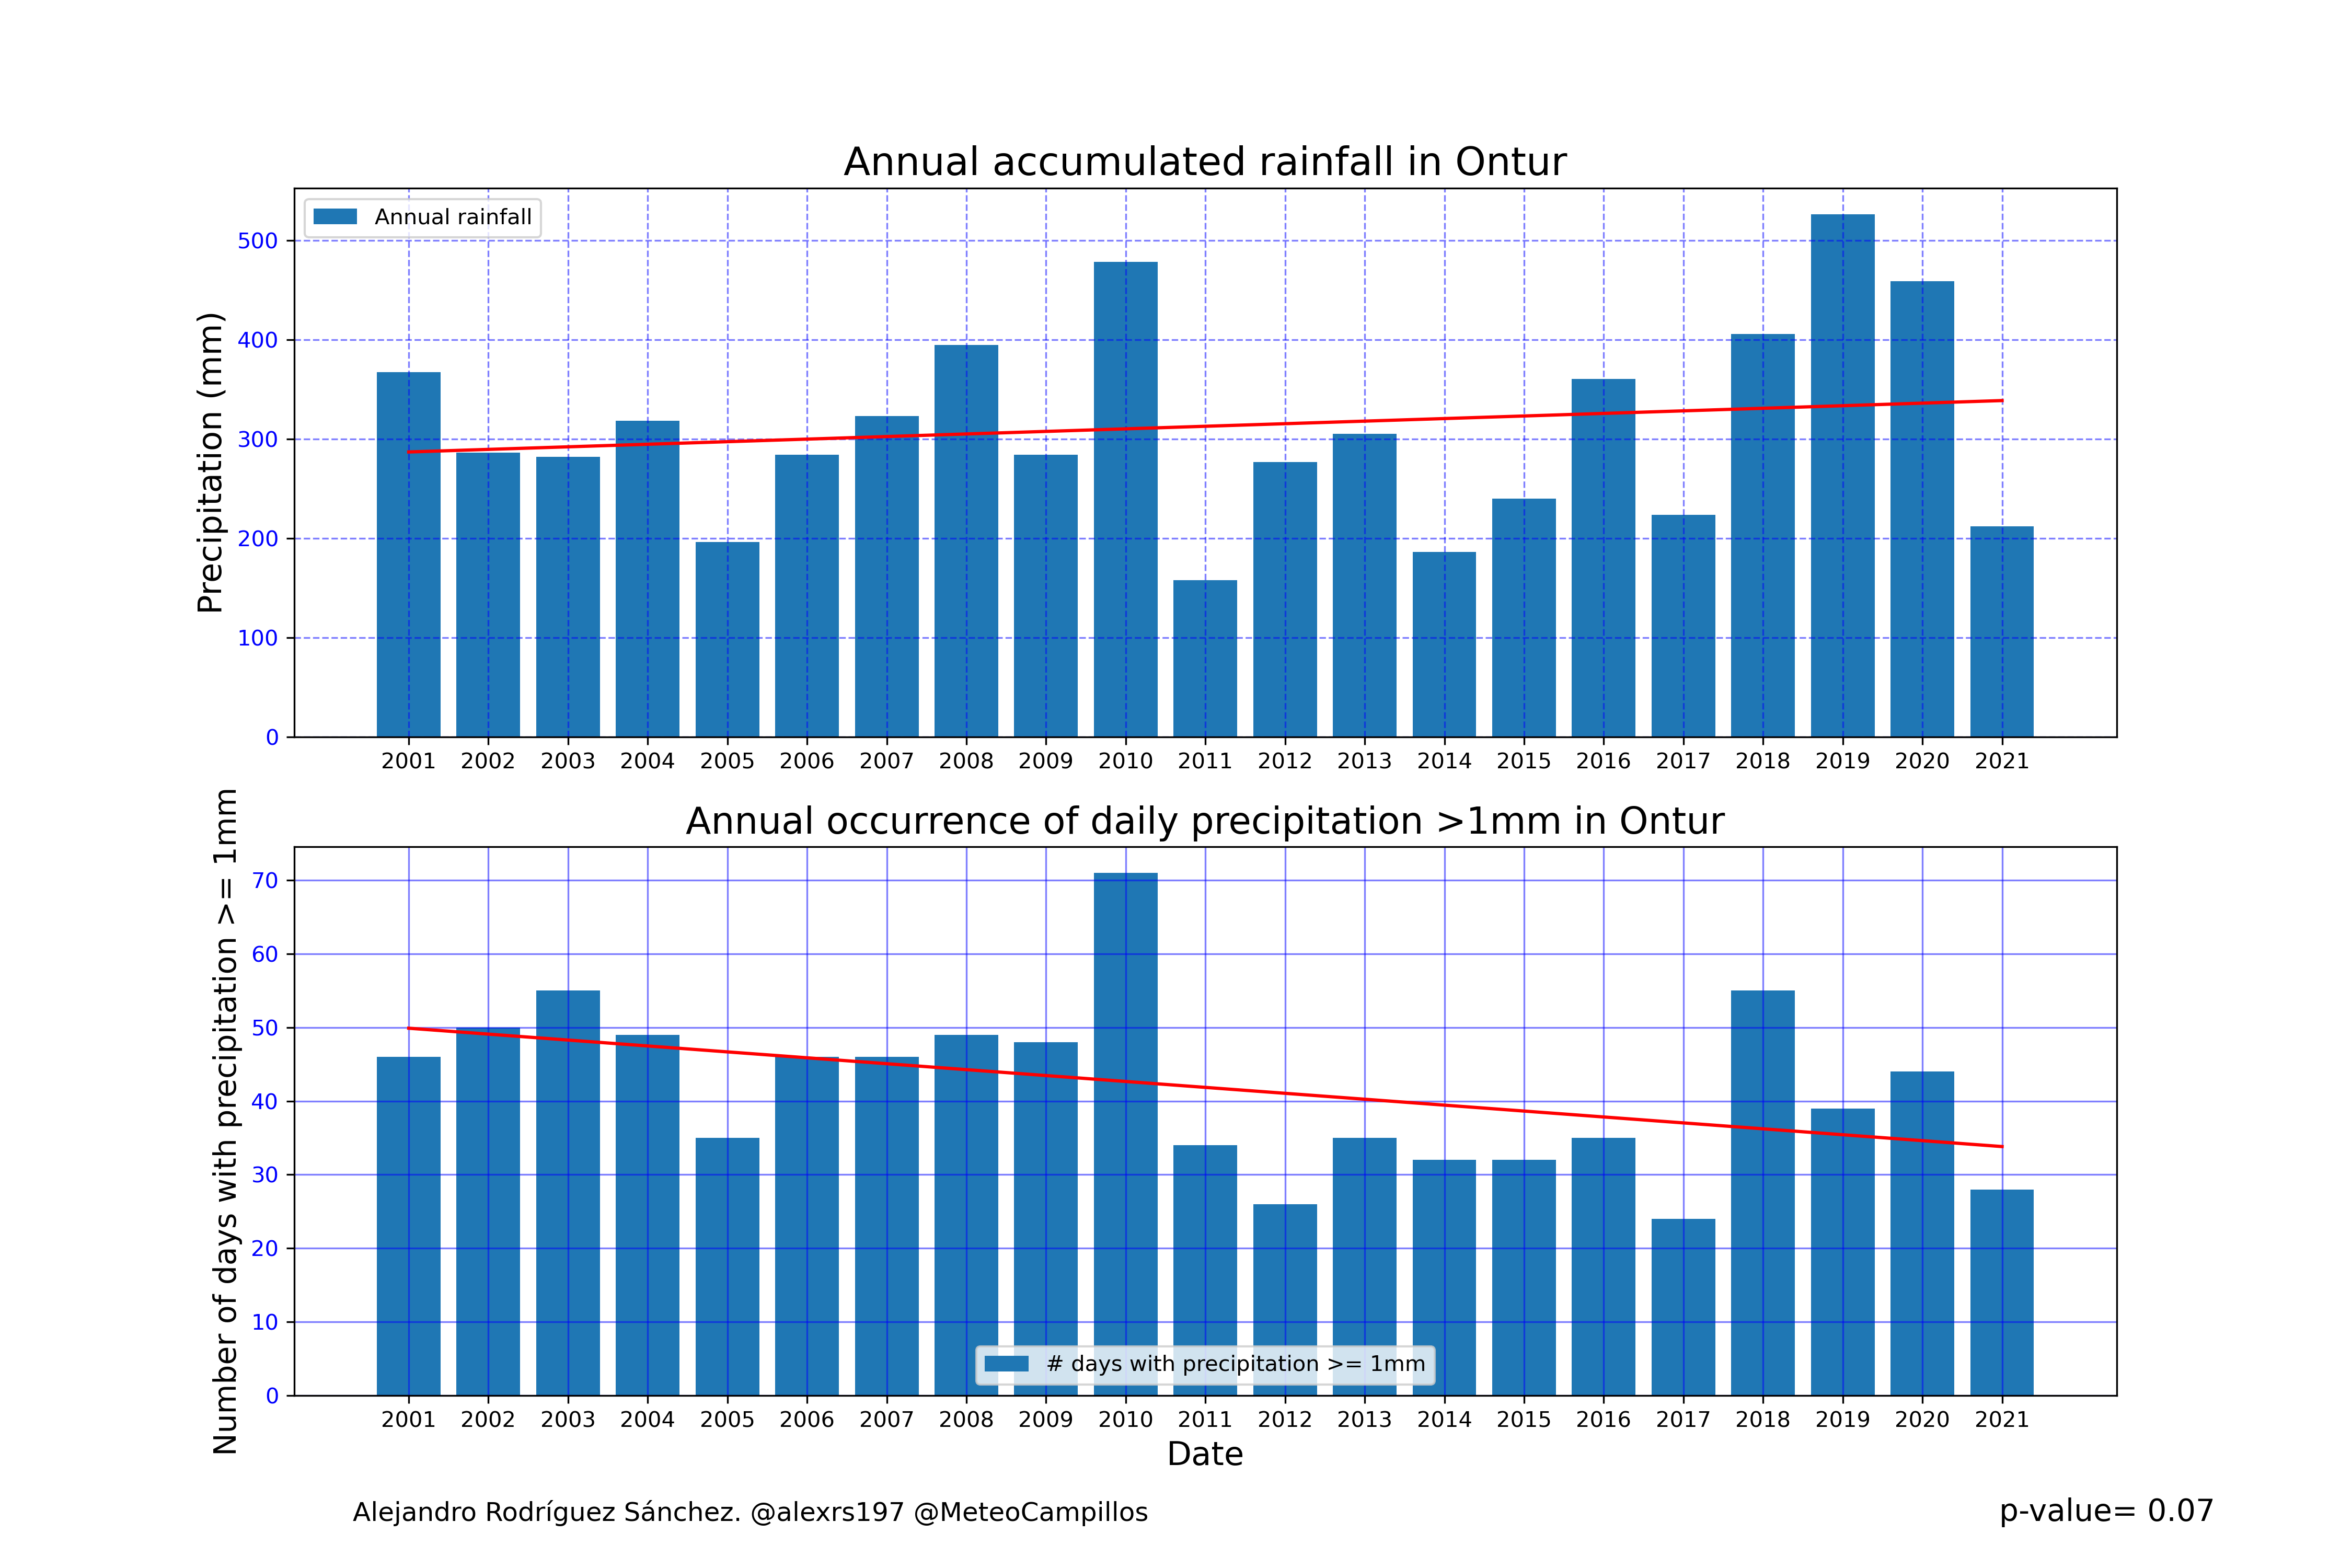 Annual accumulated rainfall in Ontur
Annual rainfall
Precipitation (mm)
500
400
300
200
100
0
2001 2002 2003 2004 2005 2006 2007 2008 2009 2010 2011 2012 2013 2014 2015 2016 2017 2018 2019 2020 2021
Annual occurrence of daily precipitation >1mm in Ontur
Number of days with precipitation >= 1mm
70
60
50
40
30
20
10
0
# days with precipitation >= 1mm
2001 2002 2003 2004 2005 2006 2007 2008 2009 2010 2011 2012 2013 2014 2015 2016 2017 2018 2019 2020 2021
Date
Alejandro Rodríguez Sánchez. @alexrs197 @MeteoCampillos
p-value= 0.07